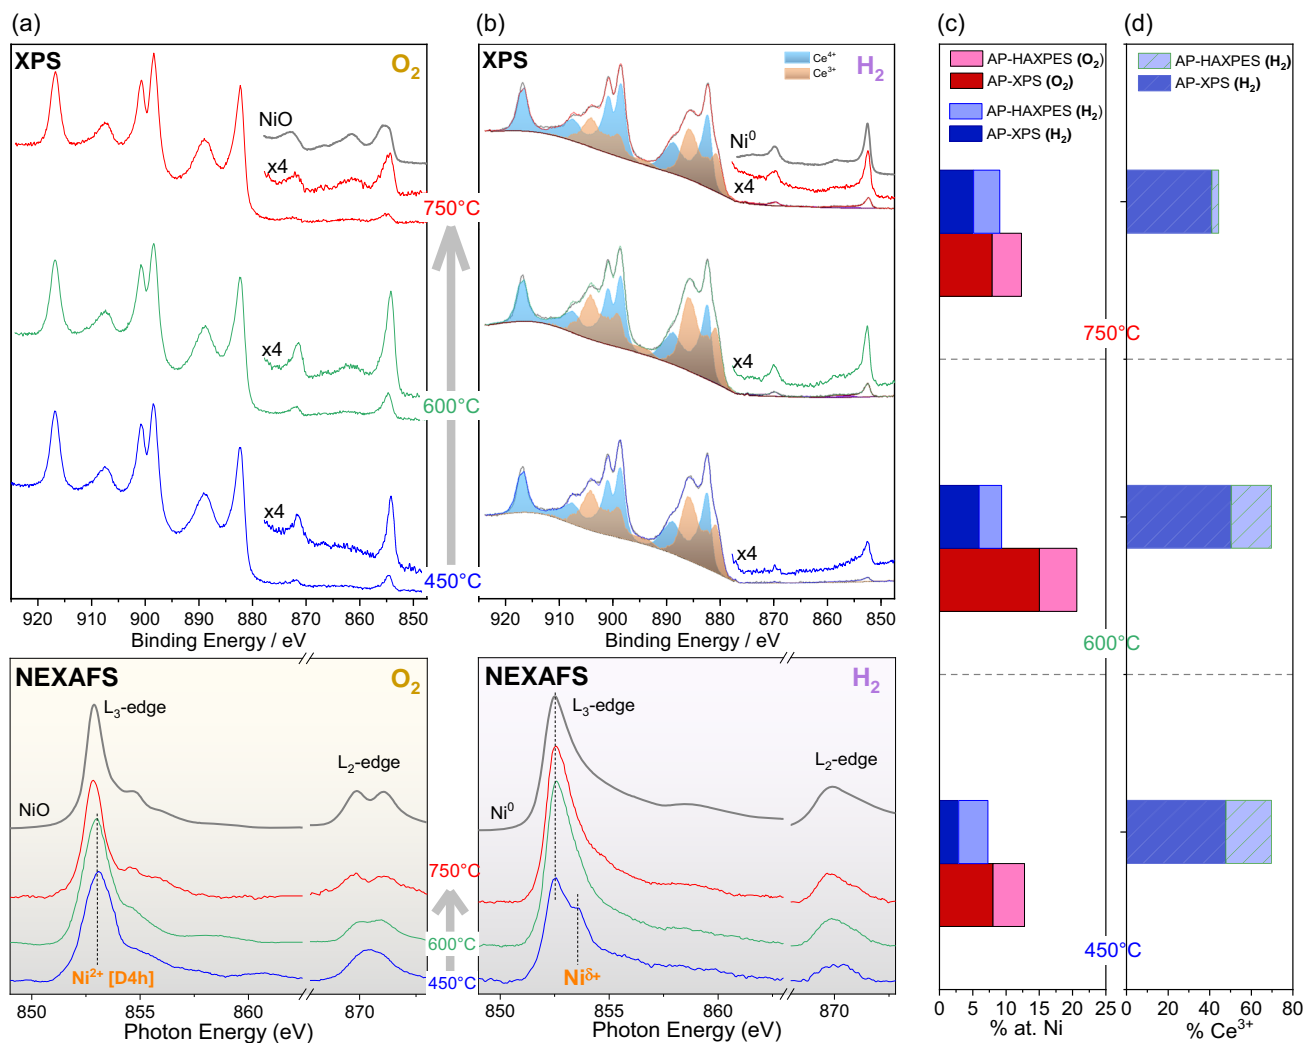 (a)
XPS
O2
NiO
x4
750°C
x4
600°C
x4
450°C
920 910 900 890 880 870 860 850
Binding Energy / eV
(b)
XPS
Ce4+
Ce3+
H2
Ni0
x4
x4
x4
920 910 900 890 880 870 860 850
Binding Energy / eV
NEXAFS
O2
L3-edge
L2-edge
NiO
750°C
600°C
450°C
Ni2+ [D4h]
850 855 860 870
Photon Energy (eV)
NEXAFS
H2
L3-edge
L2-edge
Ni0
Niδ+
850 855 860 870
Photon Energy (eV)
(c)
AP-HAXPES (O2)
AP-XPS (O2)
AP-HAXPES (H2)
AP-XPS (H2)
750°C
600°C
450°C
0 5 10 15 20 25
% at. Ni
(d)
AP-HAXPES (H2)
AP-XPS (H2)
0 20 40 60 80
% Ce3+